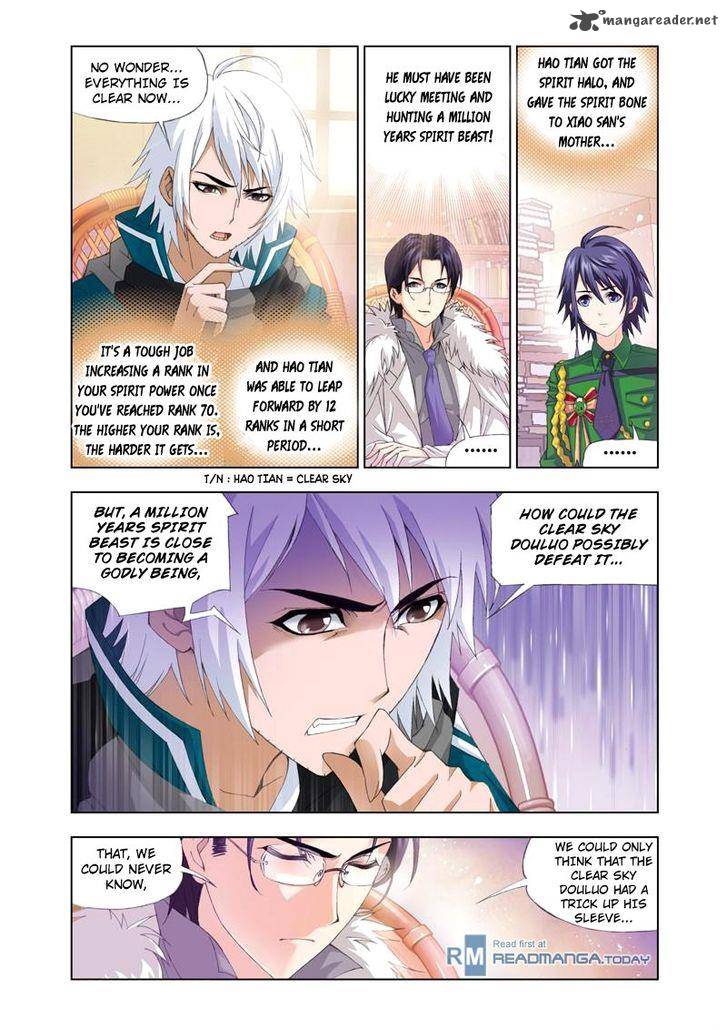 mangareader.net
NO WONDER...
EVERYTHING IS
CLEAR NOW...
IT'S A TOUGH JOB
INCREASING A RANK IN
YOUR SPIRIT POWER ONCE
YOU'VE REACHED RANK 70.
THE HIGHER YOUR RANK IS,
THE HARDER IT GETS...
AND HAO TIAN
WAS ABLE TO LEAP
FORWARD BY 12
RANKS IN A SHORT
PERIOD...
HE MUST HAVE BEEN
LUCKY MEETING AND
HUNTING A MILLION
YEARS SPIRIT BEAST!
......
HAO TIAN GOT THE
SPIRIT HALO, AND
GAVE THE SPIRIT BONE
TO XIAO SAN'S
MOTHER...
......
T/N : HAO TIAN = CLEAR SKY
BUT, A MILLION
YEARS SPIRIT
BEAST IS CLOSE
TO BECOMING A
GODLY BEING,
HOW COULD THE
CLEAR SKY
DOULUO POSSIBLY
DEFEAT IT...
THAT, WE
COULD NEVER
KNOW,
WE COULD ONLY
THINK THAT THE
CLEAR SKY
DOULUO HAD A
TRICK UP HIS
SLEEVE...
RM
Read first at
READMANGA.TODAY